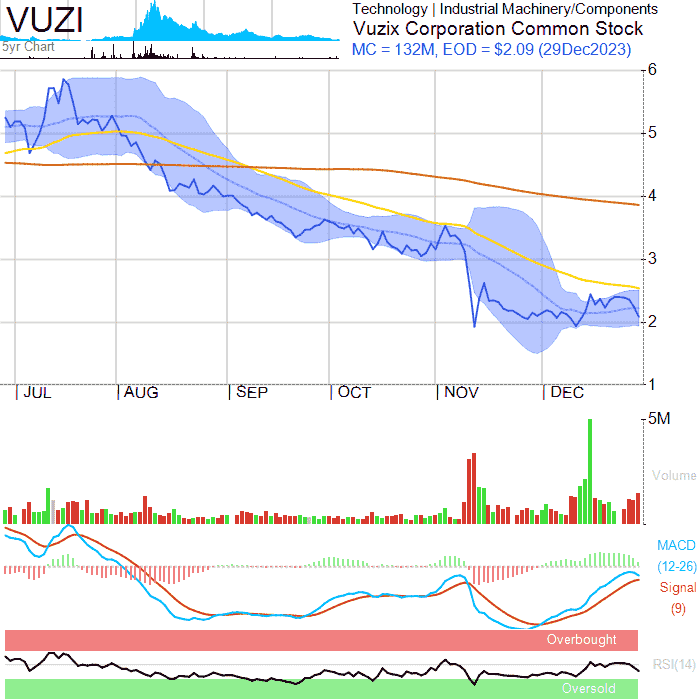 VUZI
5yr Chart
Technology | Industrial Machinery/Components
Vuzix Corporation Common Stock
MC = 132M, EOD = $2.09 (29Dec2023)
6
5
4
3
2
1
JUL
AUG
SEP
OCT
NOV
DEC
5M
Volume
MACD
(12-26)
Signal
(9)
Overbought
RSI(14)
Oversold